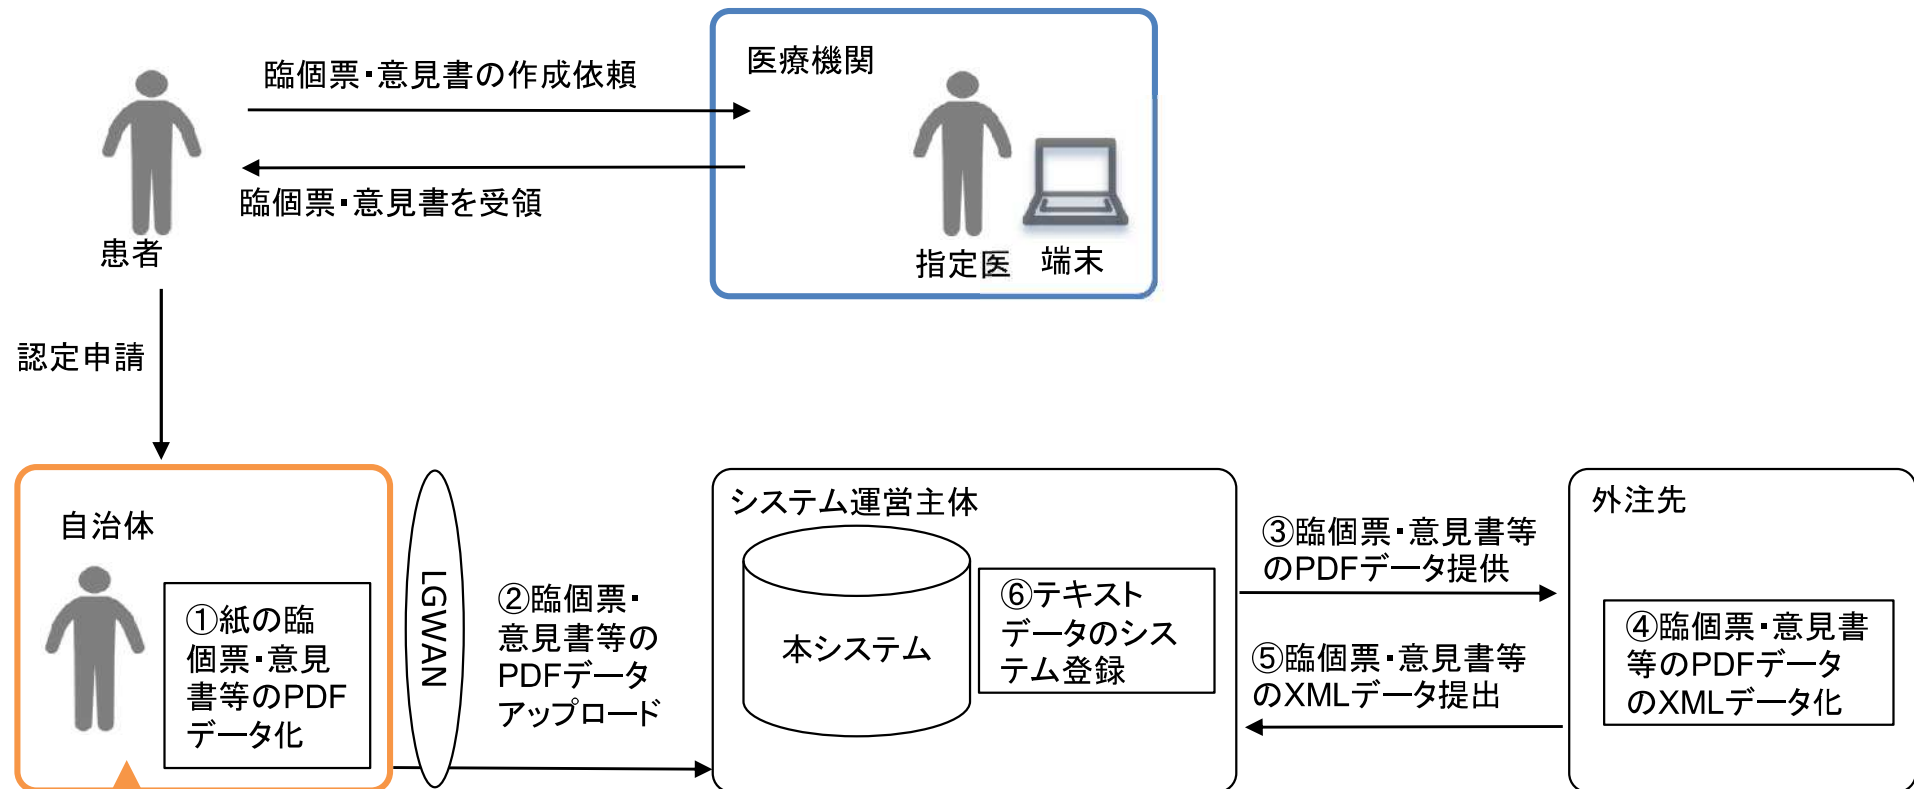 臨個票・意見書の作成依頼
臨個票・意見書を受領
患者
医療機関
指定医
端末
認定申請
自治体
①紙の臨
個票・意見
書等のPDF
データ化
LGWAN
②臨個票・
意見書等の
PDFデータ
アップロード
システム運営主体
本システム
⑥テキスト
データのシス
テム登録
③臨個票・意見書等
のPDFデータ提供
⑤臨個票・意見書等
のXMLデータ提出
外注先
④臨個票・意見書
等のPDFデータ
のXMLデータ化